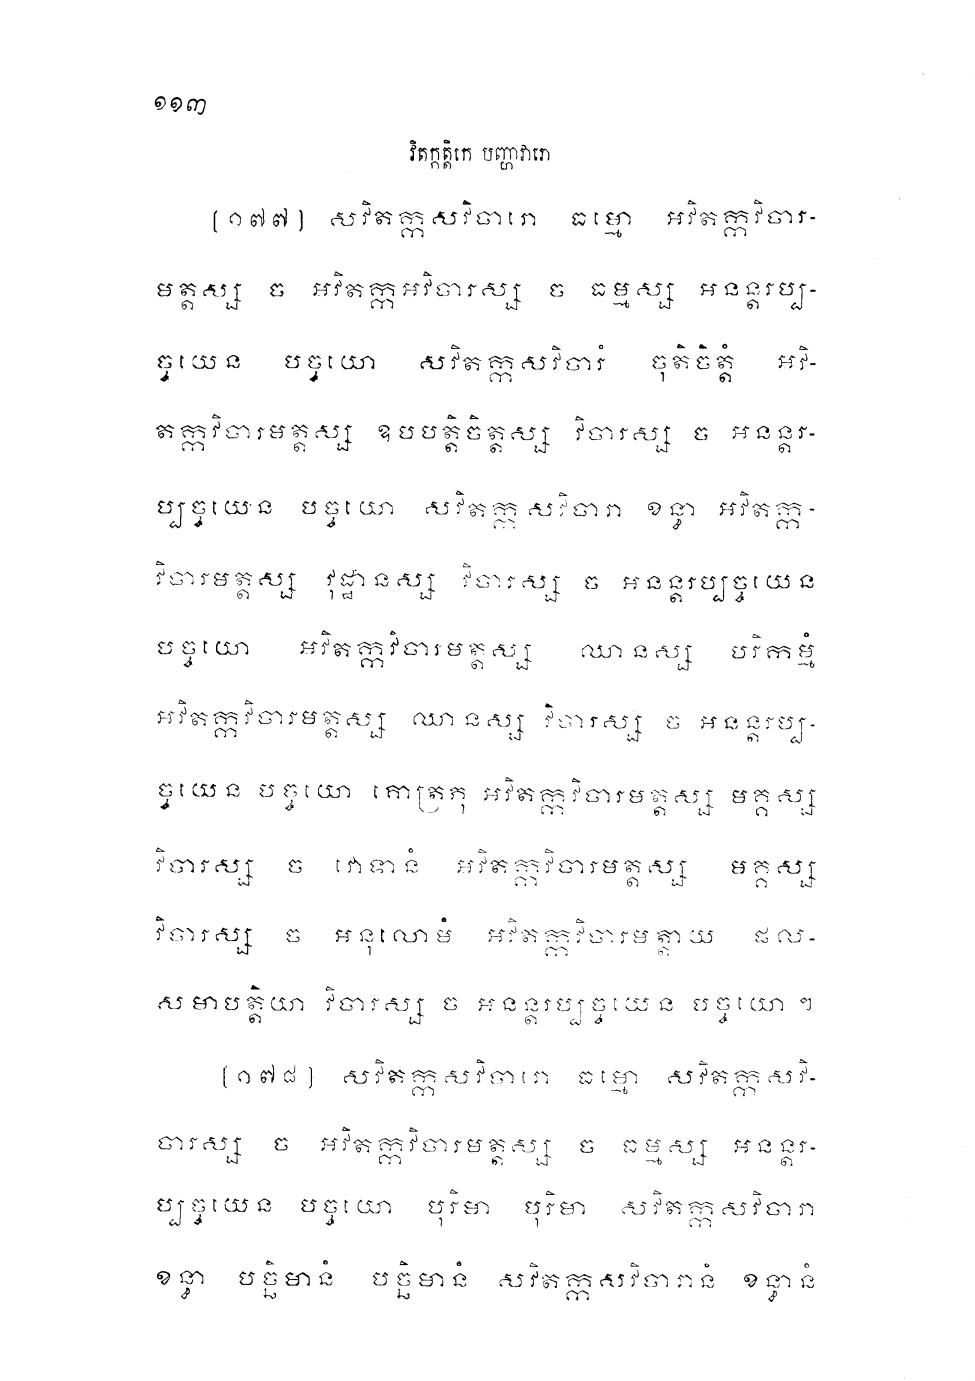 ១១៣
វិតក្កត្តិកេ បញ្ហាវារោ
[១៧៧] សវិតក្កសវិចារោ ធម្មោ អវិតក្កវិចារ-
មត្តស្ស ច អវិតក្កអវិចារស្ស ច ធម្មស្ស អនន្តរប្ប-
ច្ចយេន បច្ចយោ សវិតក្កសវិចារំ ចុតិចិត្តំ អវិ-
តក្កវិចារមត្តស្ស ឧបបត្តិចិត្តស្ស វិចារស្ស ច អនន្តរ-
ប្បច្ចយេន បច្ចយោ សវិតក្កសវិចារា ខន្ធា អវិតក្ក-
វិចារមត្តស្ស វុដ្ឋានស្ស វិចារស្ស ច អនន្តរប្បច្ចយេន
បច្ចយោ អវិតក្កវិចារមត្តស្ស ឈានស្ស បរិកម្មំ
អវិតក្កវិចារមត្តស្ស ឈានស្ស វិចារស្ស ច អនន្តរប្ប-
ច្ចយេន បច្ចយោ គោត្រភុ អវិតក្កវិចារមត្តស្ស មគ្គស្ស
វិចារស្ស ច វោទានំ អវិតក្កវិចារមត្តស្ស មគ្គស្ស
វិចារស្ស ច អនុលោមំ អវិតក្កវិចារមត្តាយ ផល-
សមាបត្តិយា វិចារស្ស ច អនន្តរប្បច្ចយេន បច្ចយោ ។
[១៧៨] សវិតក្កសវិចារោ ធម្មោ សវិតក្កសវិ-
ចារស្ស ច អវិតក្កវិចារមត្តស្ស ច ធម្មស្ស អនន្តរ-
ប្បច្ចយេន បច្ចយោ បុរិមា បុរិមា សវិតក្កសវិចារា
ខន្ធា បច្ឆិមានំ បច្ឆិមានំ សវិតក្កសវិចារានំ ខន្ធានំ